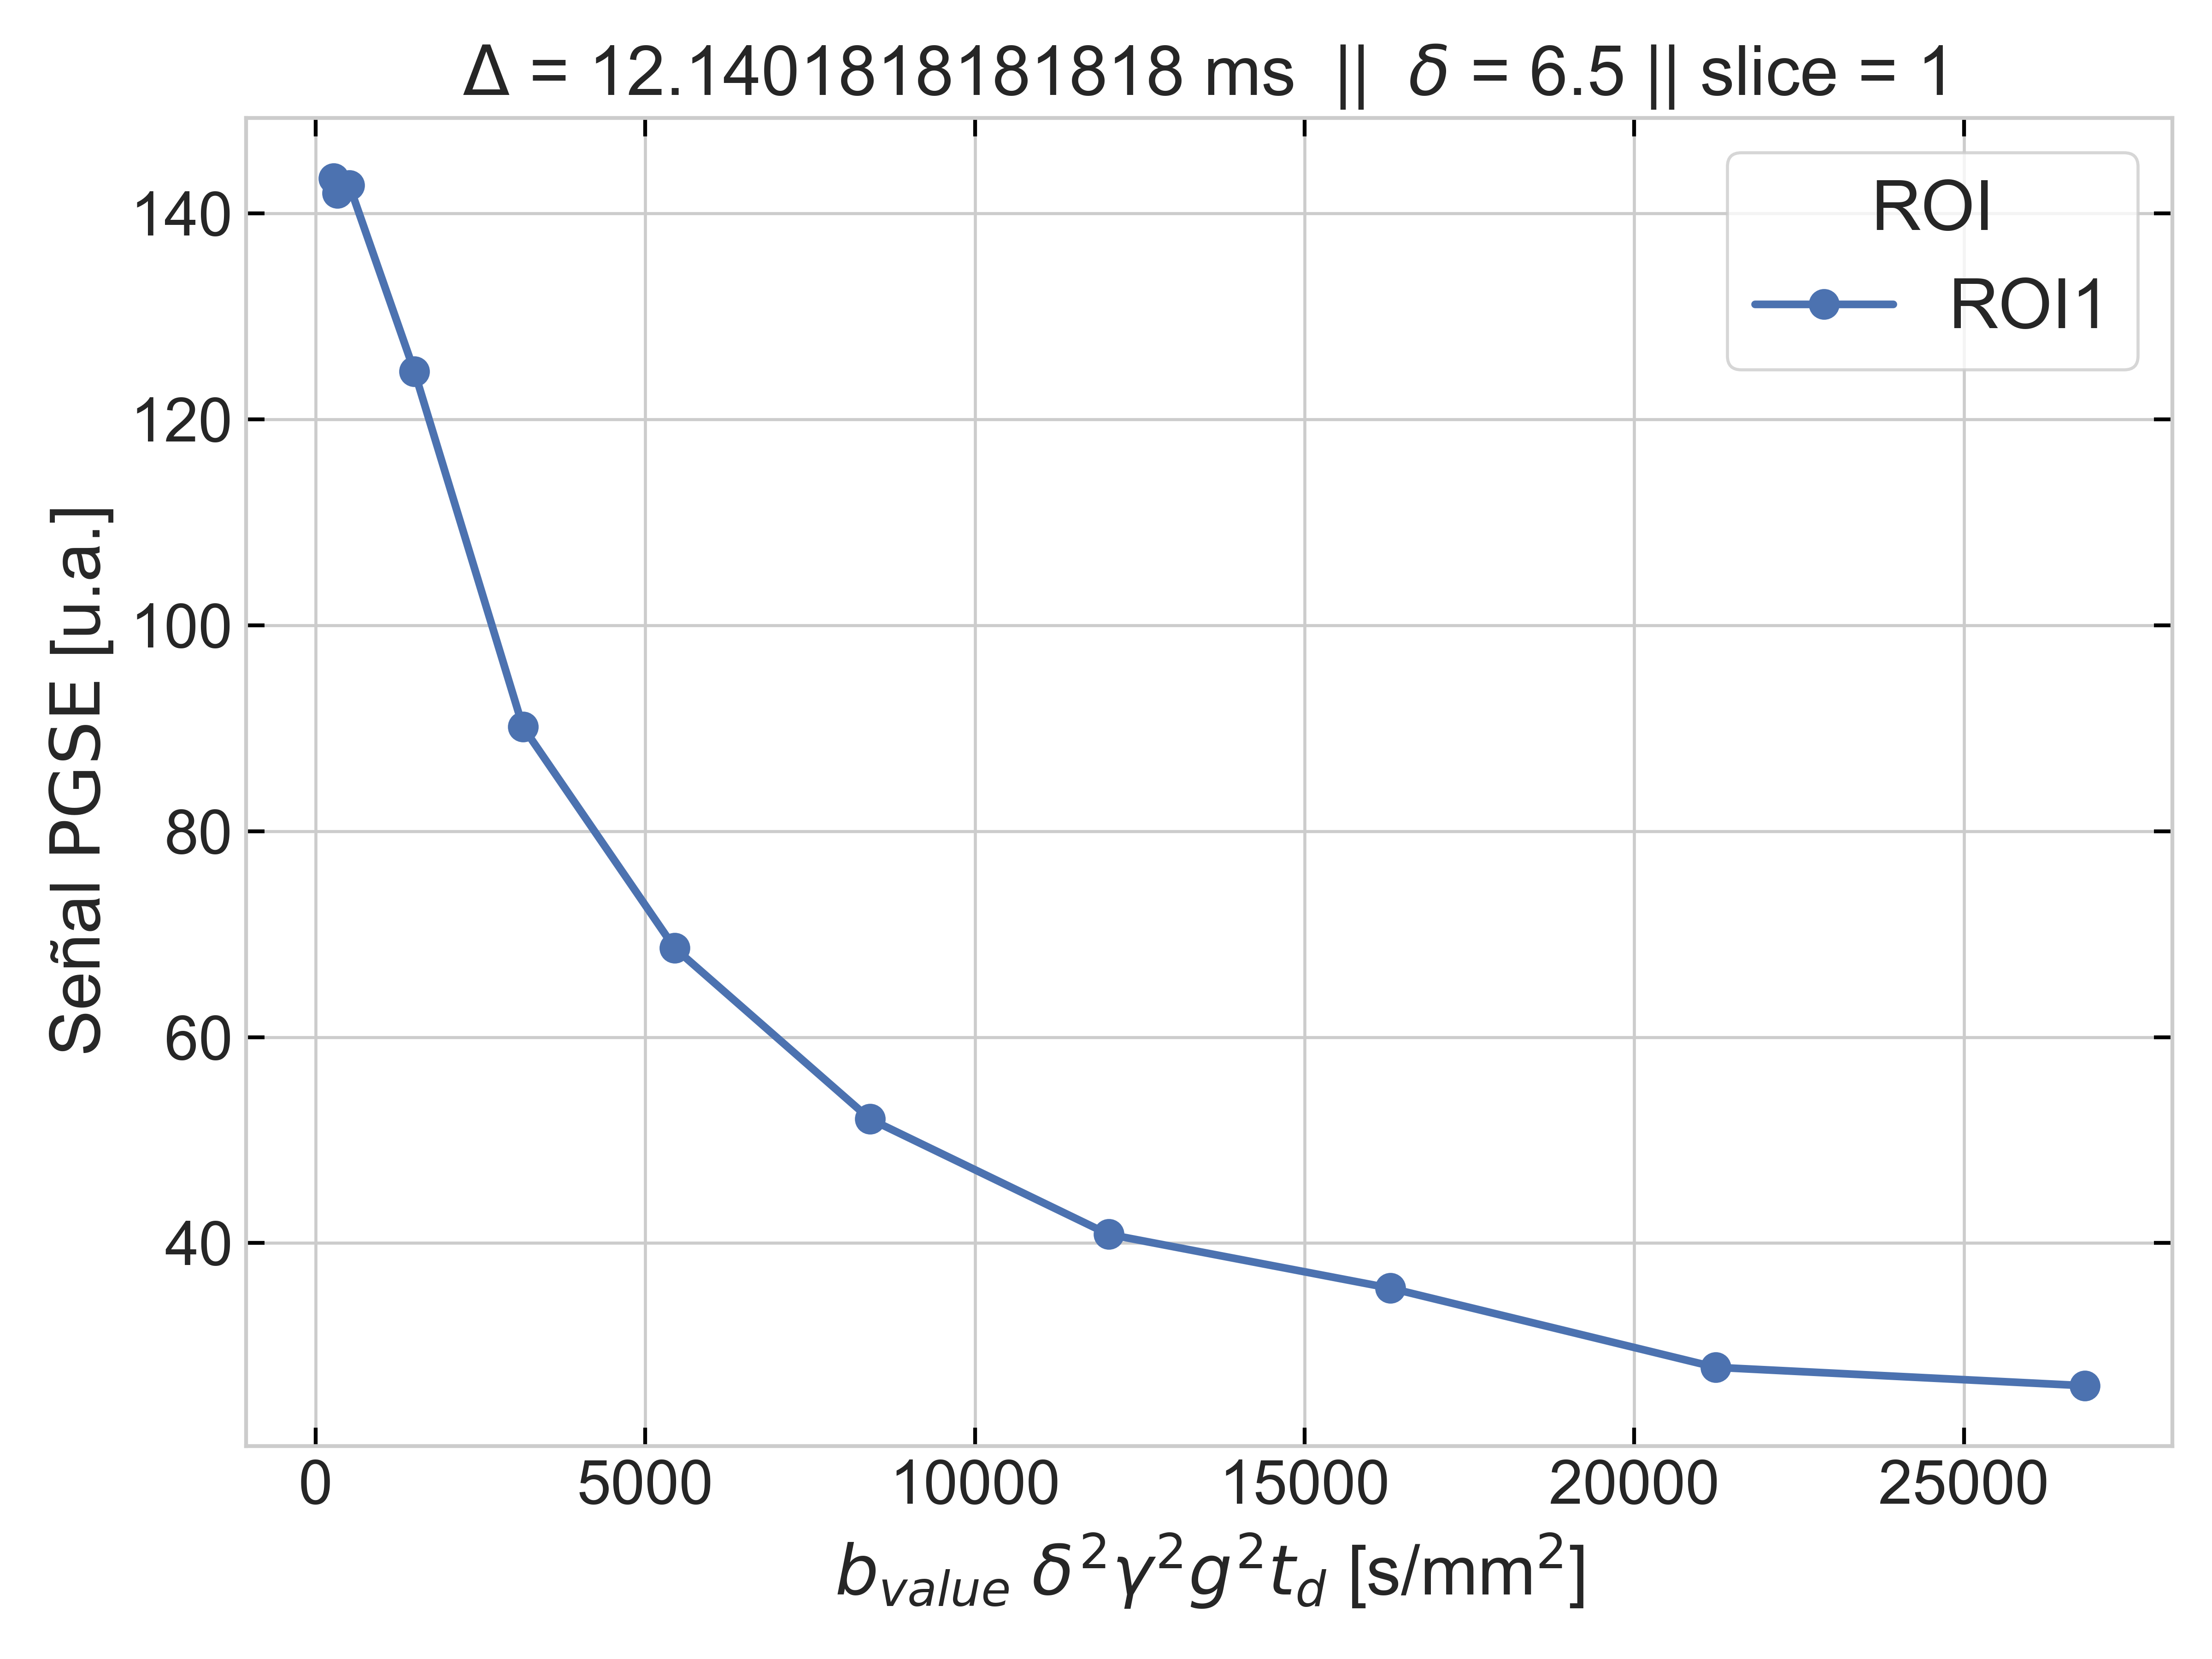 Δ = 12.140181818181818 ms || δ = 6.5 || slice = 1
ROI
ROI1
Señal PGSE [u.a.]
140
120
100
80
60
40
0 5000 10000 15000 20000 25000
b_value δ²γ²g²t_d [s/mm²]